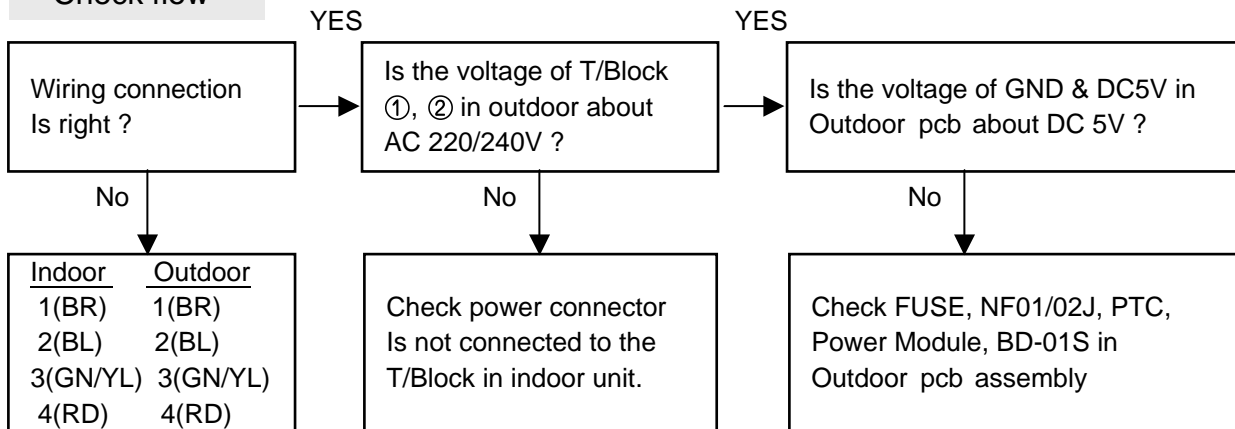 Check flow
YES
YES
Wiring connection
Is right ?
Is the voltage of T/Block
①, ② in outdoor about
AC 220/240V ?
Is the voltage of GND & DC5V in
Outdoor pcb about DC 5V ?
No
No
No
Indoor Outdoor
1(BR) 1(BR)
2(BL) 2(BL)
3(GN/YL) 3(GN/YL)
4(RD) 4(RD)
Check power connector
Is not connected to the
T/Block in indoor unit.
Check FUSE, NF01/02J, PTC,
Power Module, BD-01S in
Outdoor pcb assembly